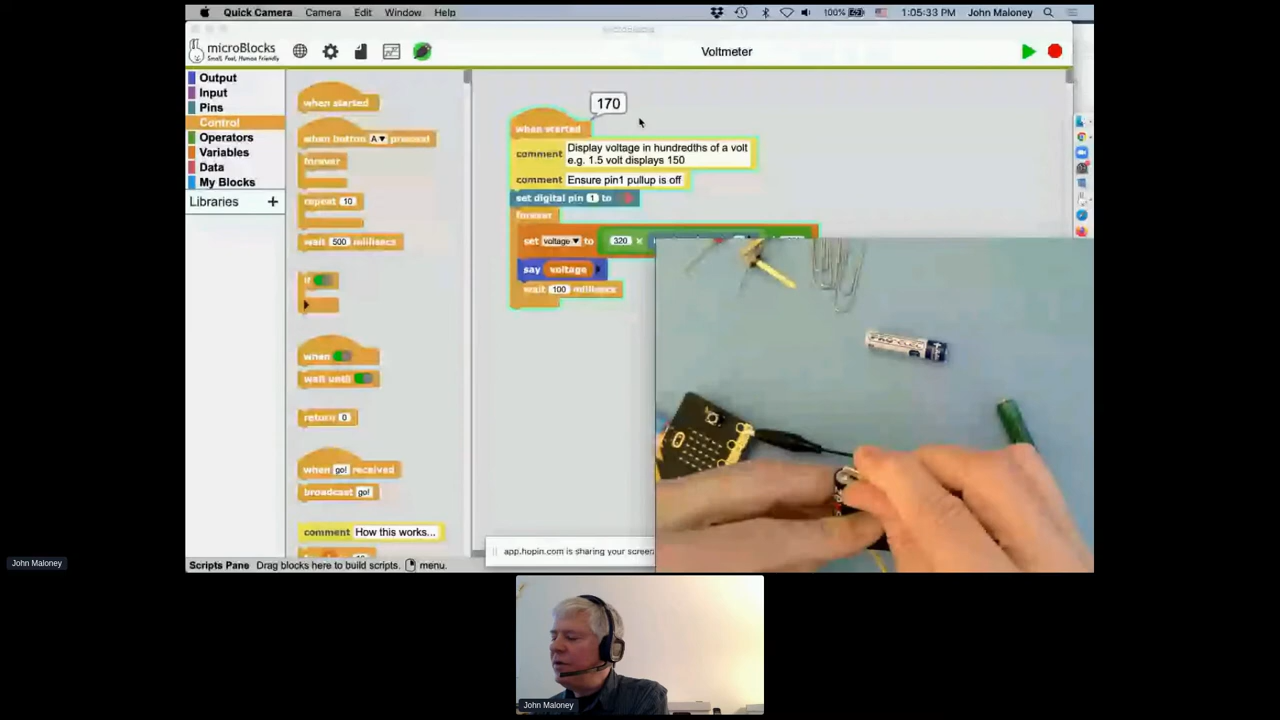 Quick Camera Camera Edit Window Help 100% 1:05:33 PM John Maloney
microBlocks
Small, Fast, Human Friendly
Voltmeter
Output
Input
Pins
Control
Operators
Variables
Data
My Blocks
Libraries +
when started
when button A pressed
forever
repeat 10
wait 500 millisecs
if
when
wait until
return 0
when go! received
broadcast go!
comment How this works...
170
when started
comment Display voltage in hundredths of a volt
e.g. 1.5 volt displays 150
comment Ensure pin1 pullup is off
set digital pin 1 to
forever
set voltage to 320 ×
say voltage
wait 100 millisecs
app.hopin.com is sharing your screen.
Scripts Pane Drag blocks here to build scripts. menu.
John Maloney
John Maloney